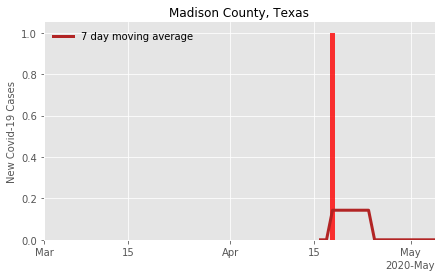 Madison County, Texas
7 day moving average
New Covid-19 Cases
1.0
0.8
0.6
0.4
0.2
0.0
Mar 15 Apr 15 May
2020-May